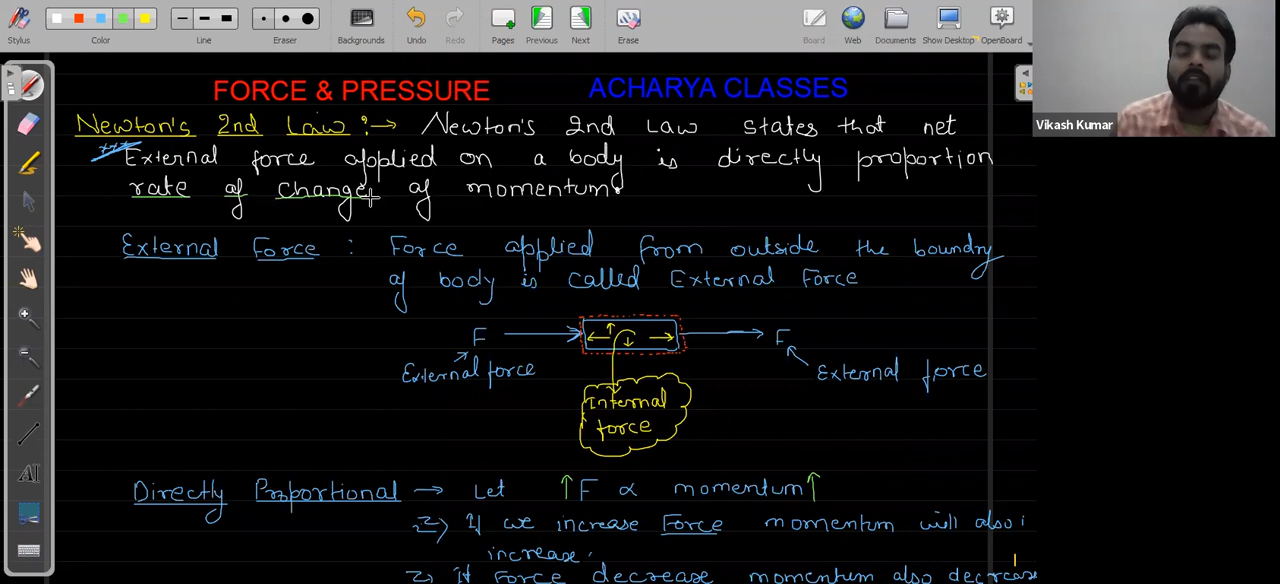 Stylus Color Line Eraser Backgrounds Undo Redo Pages Previous Next Erase Board Web Documents Show Desktop OpenBoard
Vikash Kumar
FORCE & PRESSURE ACHARYA CLASSES
Newton's 2nd Law :→ Newton's 2nd Law states that net
*** External force applied on a body is directly proportion
rate of change of momentum.
External Force : Force applied from outside the boundry
of body is called External Force
F → ← ↑ ↓ → → F
External force External force
Internal
force
Directly Proportional → Let ↑F ∝ momentum↑
If we increase Force momentum will also i
increase.
if Force decrease momentum also decrease